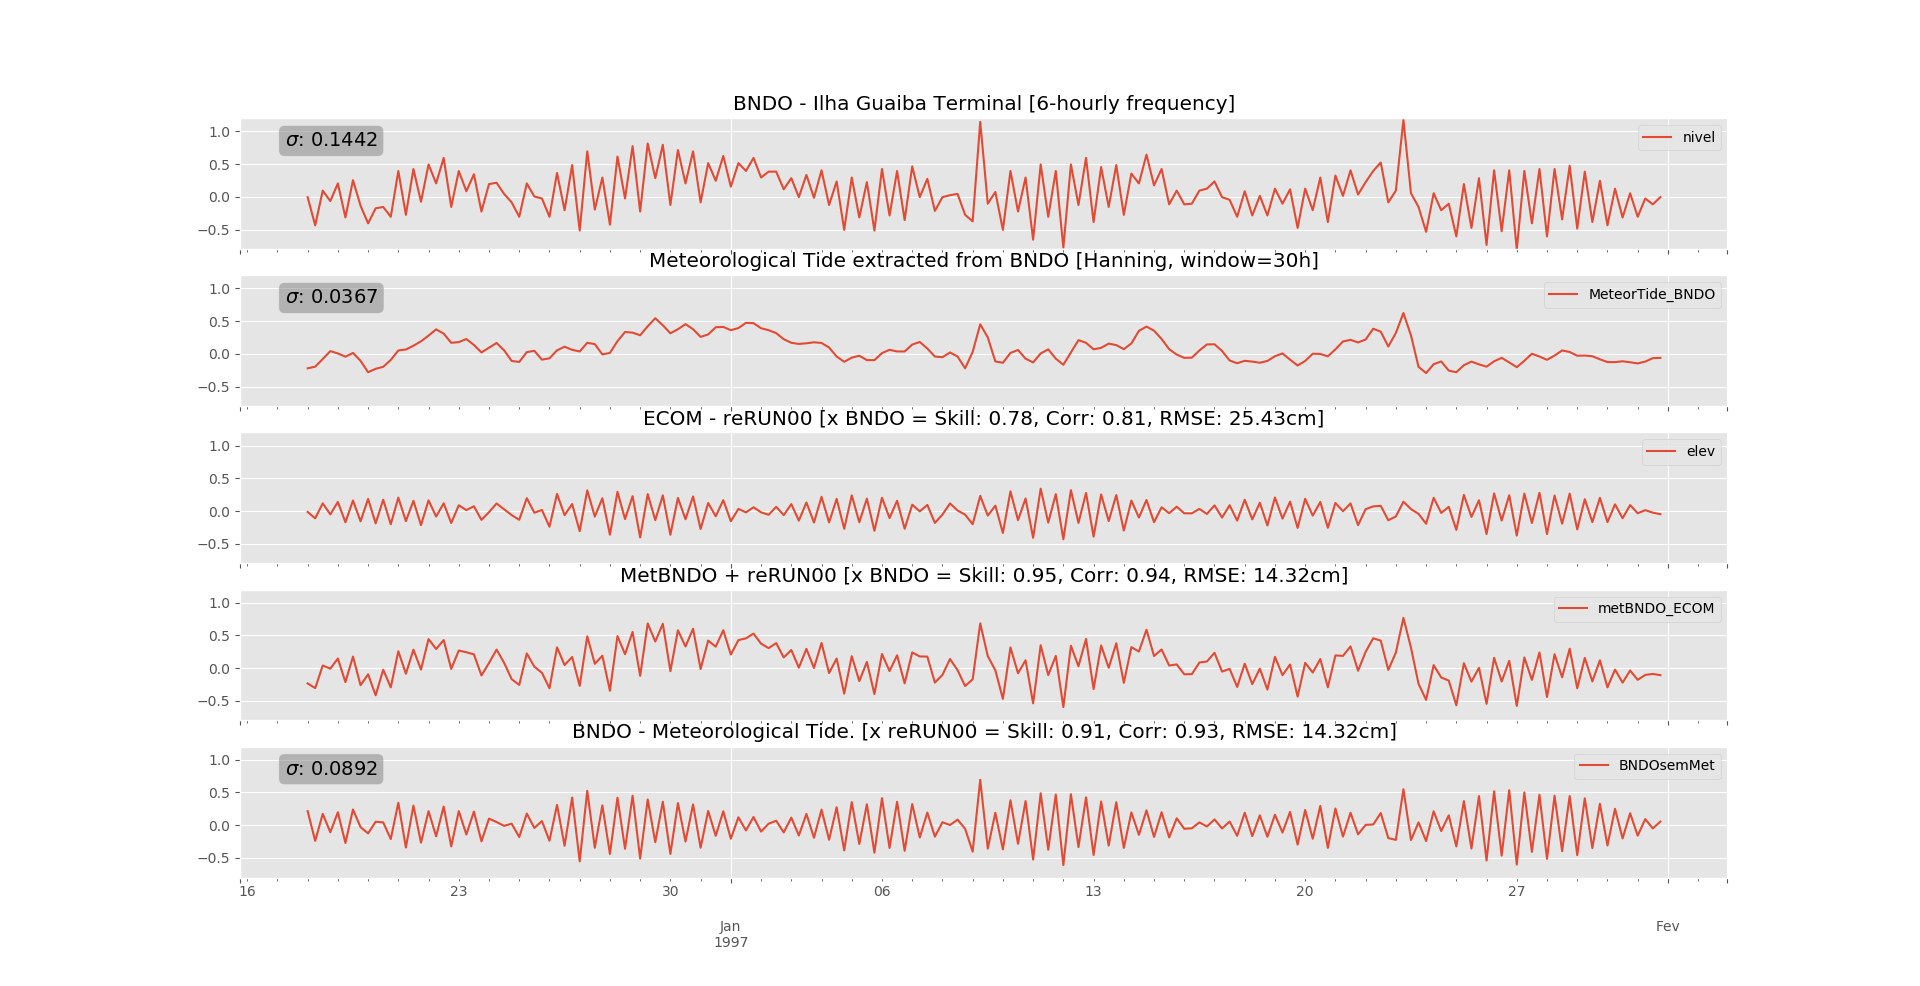 BNDO - Ilha Guaiba Terminal [6-hourly frequency]
σ: 0.1442
nivel
1.0
0.5
0.0
−0.5
Meteorological Tide extracted from BNDO [Hanning, window=30h]
σ: 0.0367
MeteorTide_BNDO
1.0
0.5
0.0
−0.5
ECOM - reRUN00 [x BNDO = Skill: 0.78, Corr: 0.81, RMSE: 25.43cm]
elev
1.0
0.5
0.0
−0.5
MetBNDO + reRUN00 [x BNDO = Skill: 0.95, Corr: 0.94, RMSE: 14.32cm]
metBNDO_ECOM
1.0
0.5
0.0
−0.5
BNDO - Meteorological Tide. [x reRUN00 = Skill: 0.91, Corr: 0.93, RMSE: 14.32cm]
σ: 0.0892
BNDOsemMet
1.0
0.5
0.0
−0.5
16 23 30 06 13 20 27
Jan Fev
1997